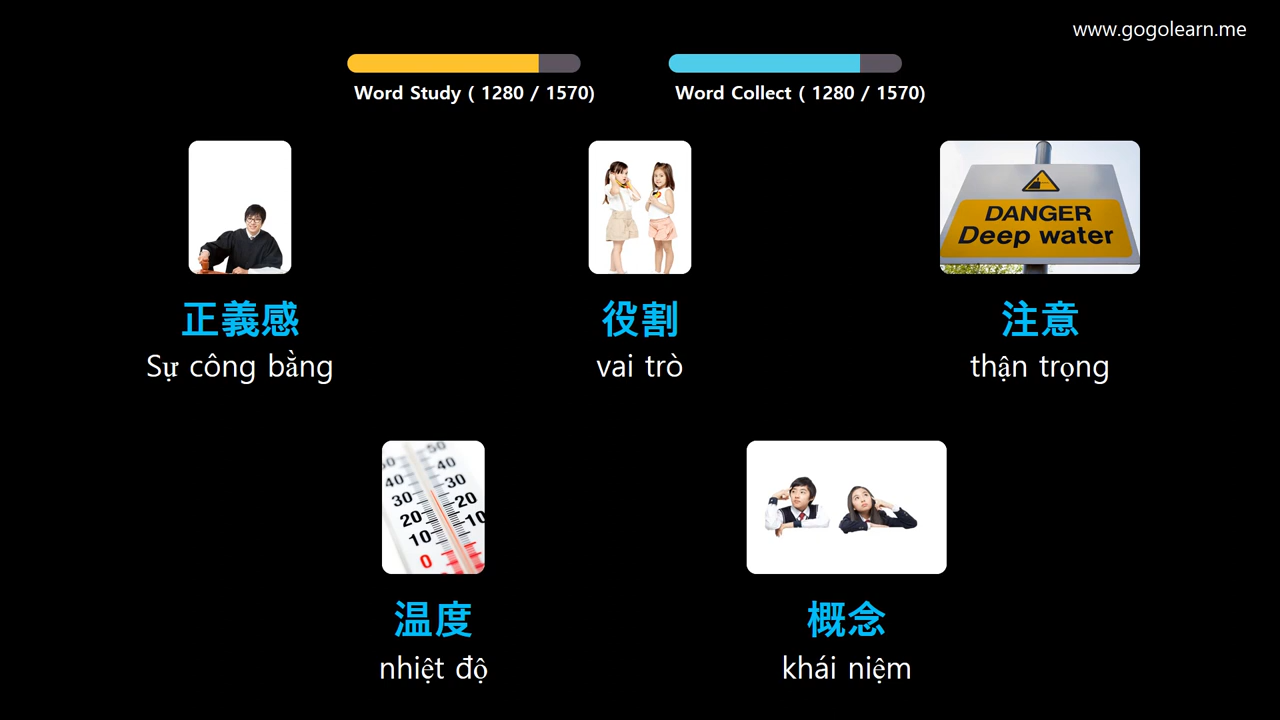 www.gogolearn.me
Word Study ( 1280 / 1570)
Word Collect ( 1280 / 1570)
DANGER
Deep water
正義感
役割
注意
Sự công bằng
vai trò
thận trọng
50
50
40
40
30
30
20
20
10
10
0
温度
概念
nhiệt độ
khái niệm